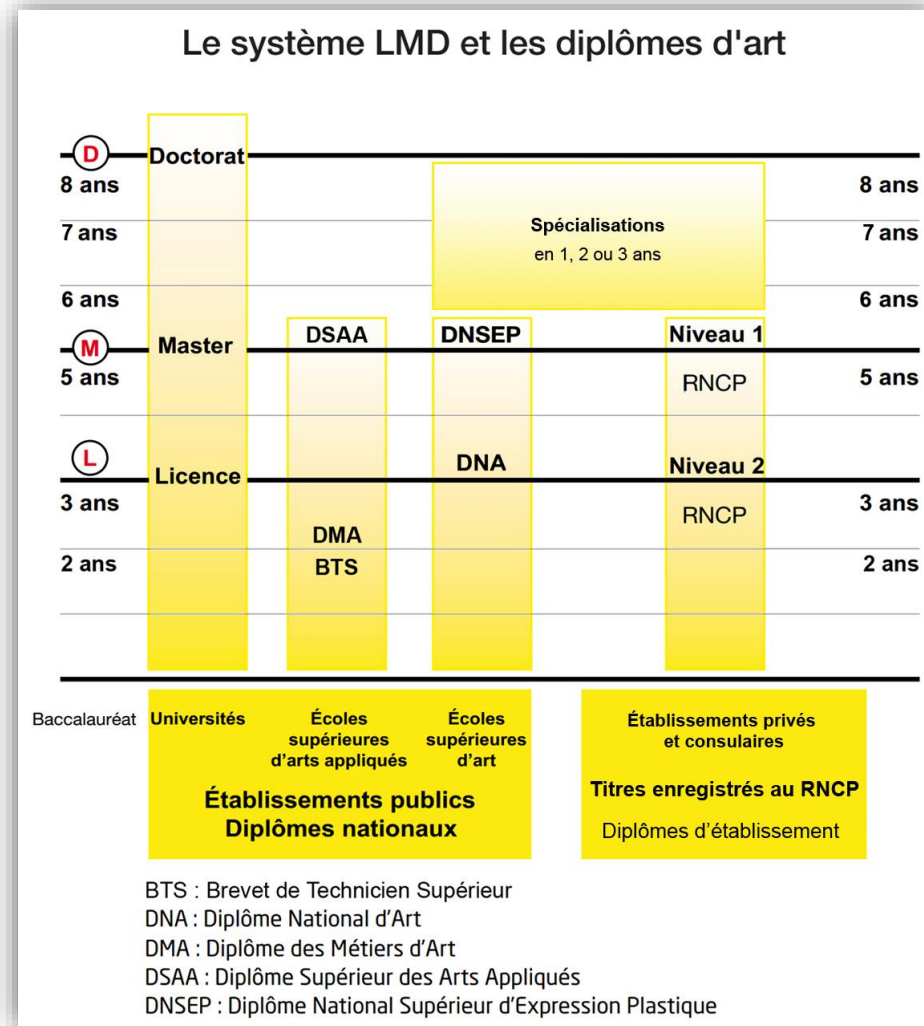 Le système LMD et les diplômes d'art
D
Doctorat
8 ans
8 ans
Spécialisations
en 1, 2 ou 3 ans
7 ans
7 ans
6 ans
6 ans
DSAA
DNSEP
Niveau 1
M
Master
5 ans
RNCP
5 ans
L
DNA
Niveau 2
Licence
3 ans
RNCP
3 ans
DMA
2 ans
BTS
2 ans
Baccalauréat
Universités
Écoles
supérieures
d'arts appliqués
Écoles
supérieures
d'art
Établissements publics
Diplômes nationaux
Établissements privés
et consulaires
Titres enregistrés au RNCP
Diplômes d'établissement
BTS : Brevet de Technicien Supérieur
DNA : Diplôme National d'Art
DMA : Diplôme des Métiers d'Art
DSAA : Diplôme Supérieur des Arts Appliqués
DNSEP : Diplôme National Supérieur d'Expression Plastique